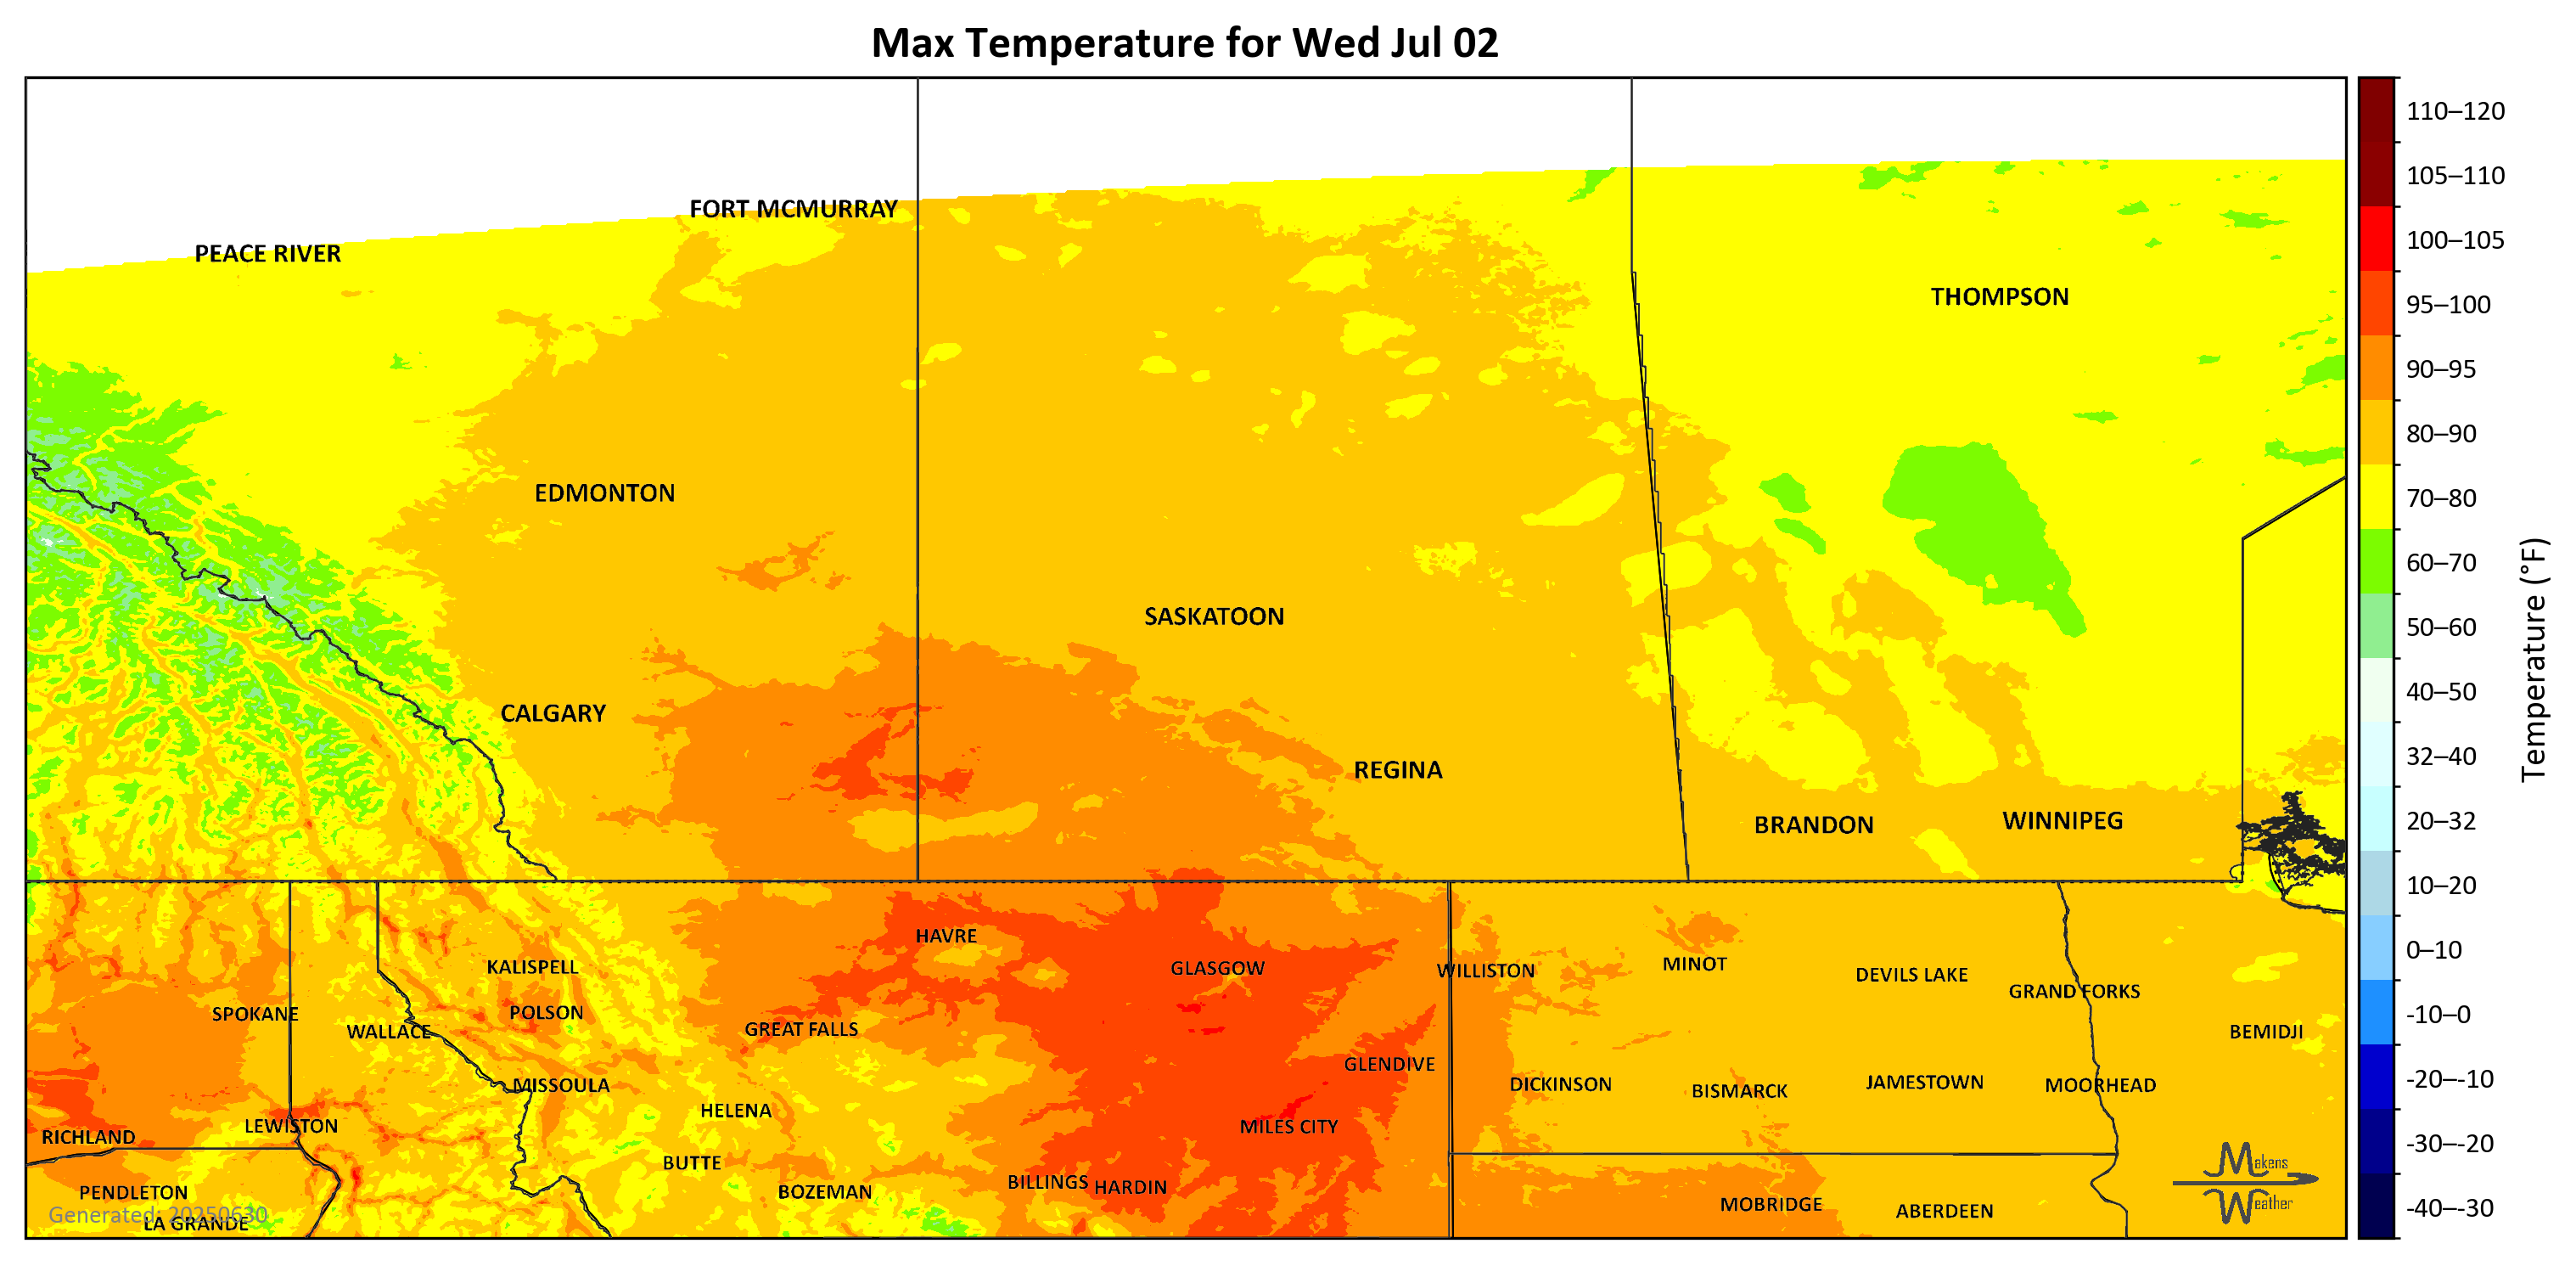 Max Temperature for Wed Jul 02
FORT MCMURRAY
PEACE RIVER
THOMPSON
EDMONTON
SASKATOON
CALGARY
REGINA
BRANDON
WINNIPEG
HAVRE
KALISPELL
GLASGOW
WILLISTON
MINOT
DEVILS LAKE
GRAND FORKS
SPOKANE
POLSON
WALLACE
GREAT FALLS
BEMIDJI
GLENDIVE
MISSOULA
DICKINSON
BISMARCK
JAMESTOWN
MOORHEAD
HELENA
LEWISTON
MILES CITY
RICHLAND
BUTTE
BILLINGS
HARDIN
PENDLETON
BOZEMAN
MOBRIDGE
ABERDEEN
LA GRANDE
Generated: 20250630
Makens
Weather
110–120
105–110
100–105
95–100
90–95
80–90
70–80
60–70
50–60
40–50
32–40
20–32
10–20
0–10
-10–0
-20–-10
-30–-20
-40–-30
Temperature (°F)